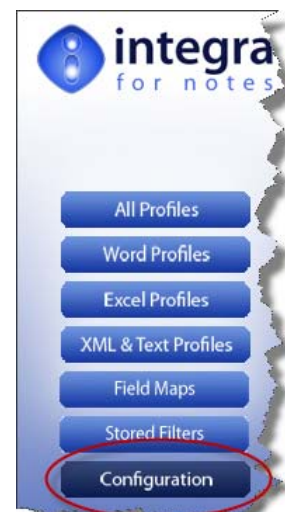 integra
for notes
All Profiles
Word Profiles
Excel Profiles
XML & Text Profiles
Field Maps
Stored Filters
Configuration